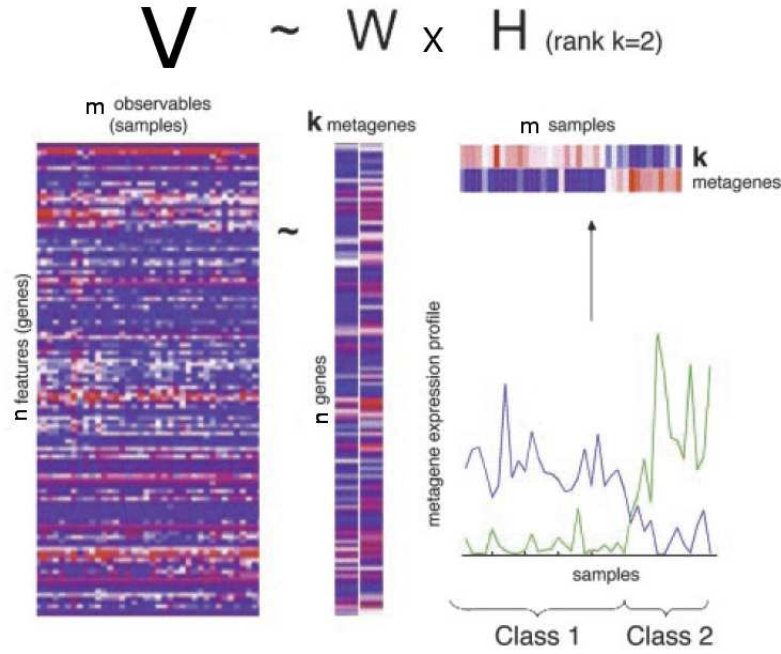 V ~ W x H (rank k=2)
m observables
(samples)
k metagenes
m samples
k
metagenes
~
n features (genes)
n genes
metagene expression profile
samples
Class 1
Class 2